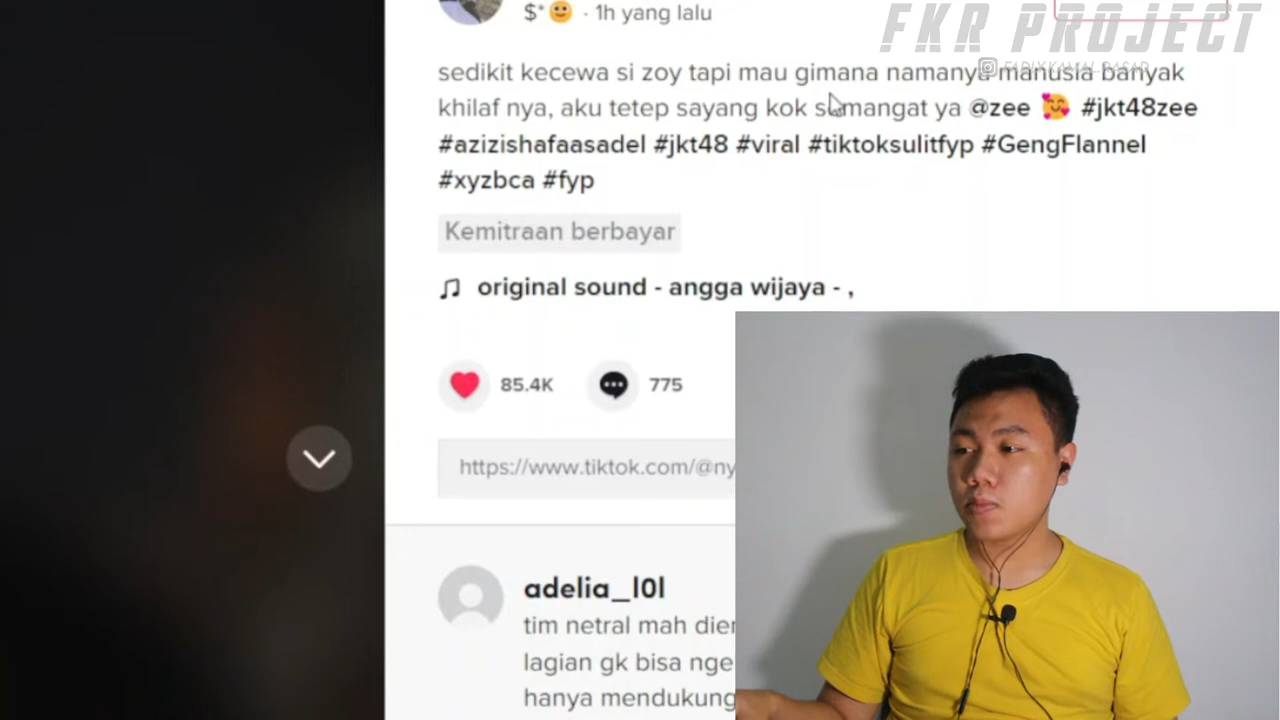 FKR PROJECT
$* 🙂 · 1h yang lalu
FADIXKAMAL DASAR
sedikit kecewa si zoy tapi mau gimana namanya manusia banyak
khilaf nya, aku tetep sayang kok semangat ya @zee 🥰 #jkt48zee
#azizishafaasadel #jkt48 #viral #tiktoksulitfyp #GengFlannel
#xyzbca #fyp
Kemitraan berbayar
original sound - angga wijaya - ,
85.4K 775
https://www.tiktok.com/@ny
adelia_l0l
tim netral mah dier
lagian gk bisa nge
hanya mendukung